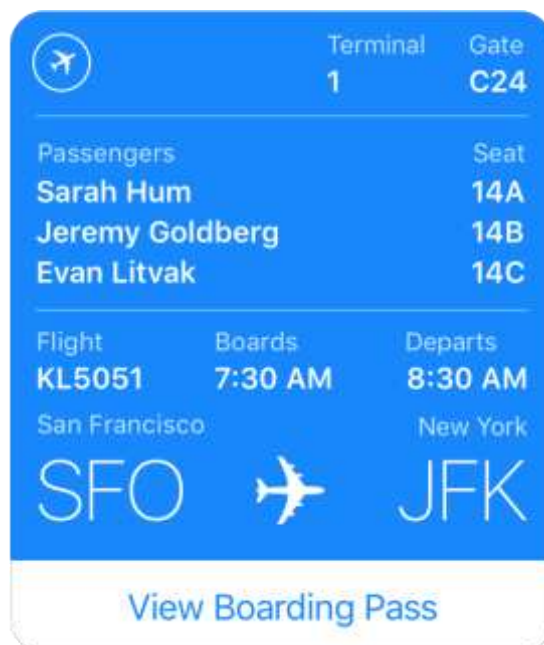 Terminal Gate
1 C24
Passengers Seat
Sarah Hum 14A
Jeremy Goldberg 14B
Evan Litvak 14C
Flight Boards Departs
KL5051 7:30 AM 8:30 AM
San Francisco New York
SFO JFK
View Boarding Pass